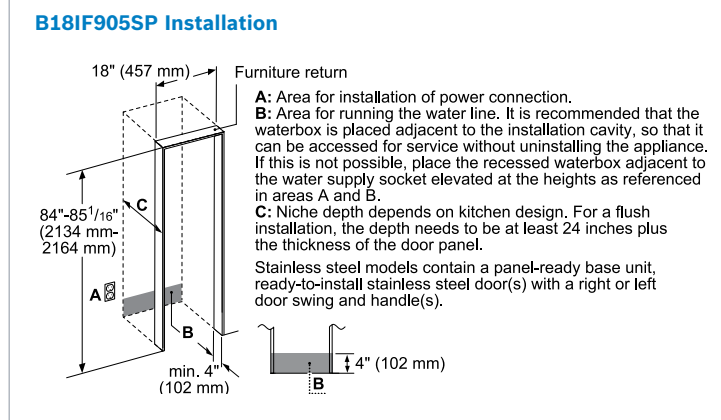 B18IF905SP Installation
18" (457 mm)
Furniture return
A: Area for installation of power connection.
B: Area for running the water line. It is recommended that the
waterbox is placed adjacent to the installation cavity, so that it
can be accessed for service without uninstalling the appliance.
If this is not possible, place the recessed waterbox adjacent to
the water supply socket elevated at the heights as referenced
in areas A and B.
C: Niche depth depends on kitchen design. For a flush
installation, the depth needs to be at least 24 inches plus
the thickness of the door panel.
Stainless steel models contain a panel-ready base unit,
ready-to-install stainless steel door(s) with a right or left
door swing and handle(s).
C
84"-85 1/16"
(2134 mm-
2164 mm)
A
B
min. 4"
(102 mm)
4" (102 mm)
B